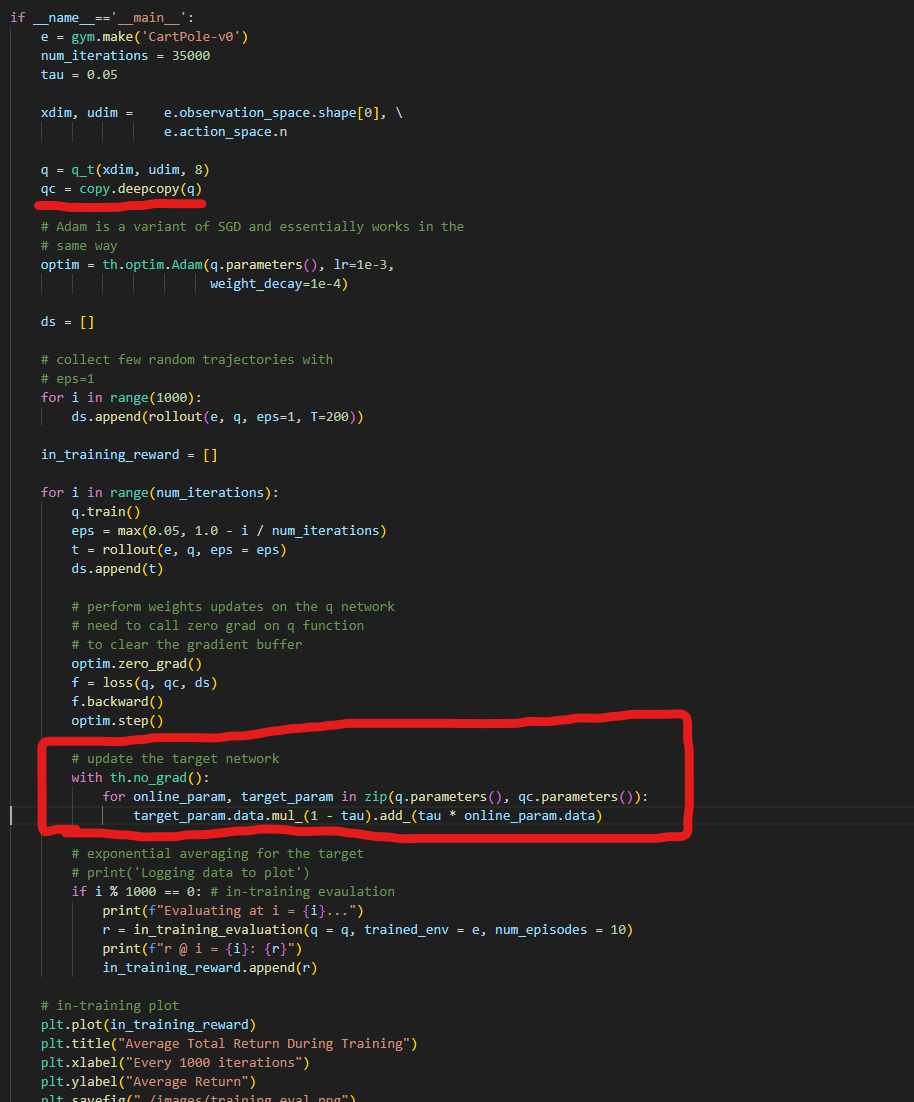 if __name__=='__main__':
e = gym.make('CartPole-v0')
num_iterations = 35000
tau = 0.05
xdim, udim =    e.observation_space.shape[0], \
e.action_space.n
q = q_t(xdim, udim, 8)
qc = copy.deepcopy(q)
# Adam is a variant of SGD and essentially works in the
# same way
optim = th.optim.Adam(q.parameters(), lr=1e-3,
weight_decay=1e-4)
ds = []
# collect few random trajectories with
# eps=1
for i in range(1000):
ds.append(rollout(e, q, eps=1, T=200))
in_training_reward = []
for i in range(num_iterations):
q.train()
eps = max(0.05, 1.0 - i / num_iterations)
t = rollout(e, q, eps = eps)
ds.append(t)
# perform weights updates on the q network
# need to call zero grad on q function
# to clear the gradient buffer
optim.zero_grad()
f = loss(q, qc, ds)
f.backward()
optim.step()
# update the target network
with th.no_grad():
for online_param, target_param in zip(q.parameters(), qc.parameters()):
target_param.data.mul_(1 - tau).add_(tau * online_param.data)
# exponential averaging for the target
# print('Logging data to plot')
if i % 1000 == 0: # in-training evaulation
print(f"Evaluating at i = {i}...")
r = in_training_evaluation(q = q, trained_env = e, num_episodes = 10)
print(f"r @ i = {i}: {r}")
in_training_reward.append(r)
# in-training plot
plt.plot(in_training_reward)
plt.title("Average Total Return During Training")
plt.xlabel("Every 1000 iterations")
plt.ylabel("Average Return")
plt.savefig("./images/training_eval.png")